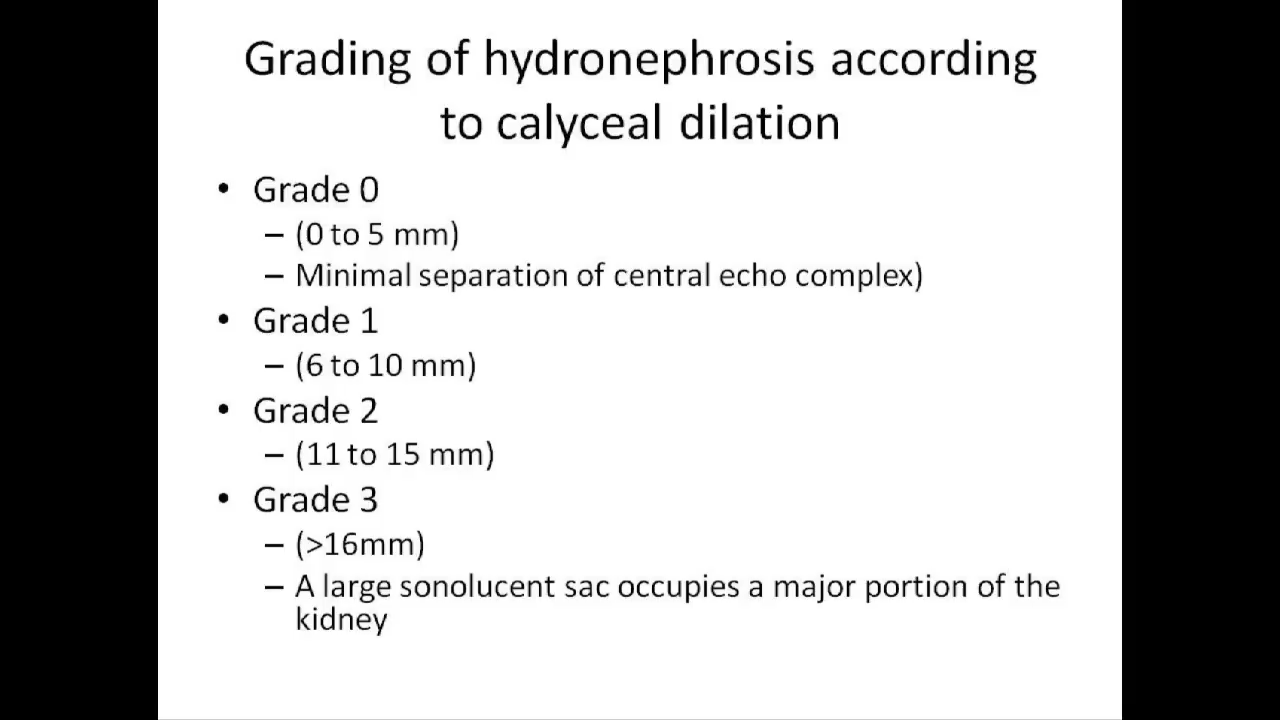 Grading of hydronephrosis according
to calyceal dilation
• Grade 0
– (0 to 5 mm)
– Minimal separation of central echo complex)
• Grade 1
– (6 to 10 mm)
• Grade 2
– (11 to 15 mm)
• Grade 3
– (>16mm)
– A large sonolucent sac occupies a major portion of the
kidney